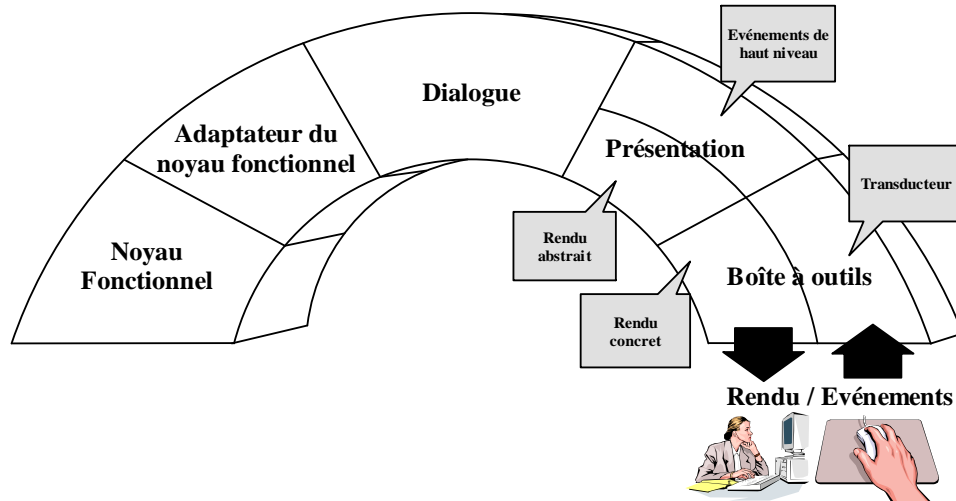 Evénements de
haut niveau
Dialogue
Adaptateur du
noyau fonctionnel
Présentation
Transducteur
Rendu
abstrait
Noyau
Fonctionnel
Boîte à outils
Rendu
concret
Rendu / Evénements